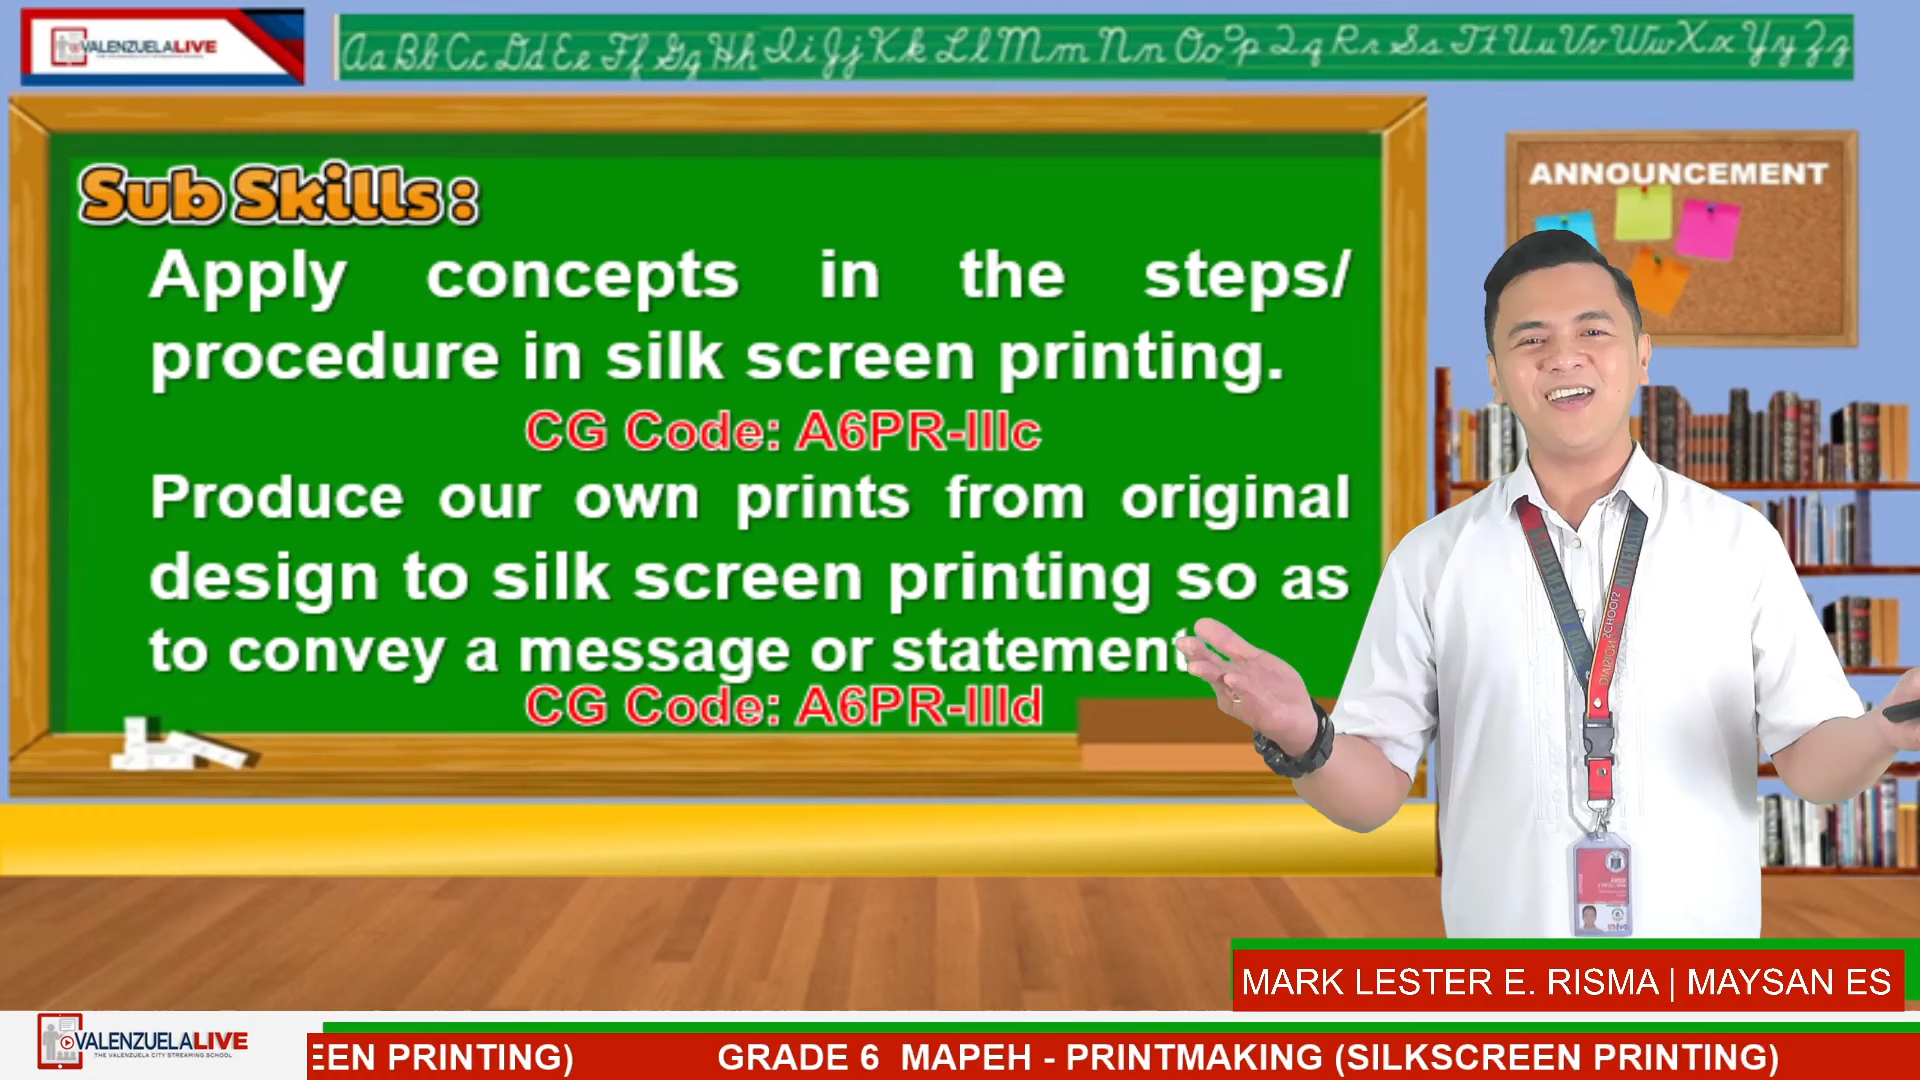 VALENZUELALIVE
Aa Bb Cc Dd Ee Ff Gg Hh Ii Jj Kk Ll Mm Nn Oo Pp Qq Rr Ss Tt Uu Vv Ww Xx Yy Zz
ANNOUNCEMENT
Sub Skills:
Apply concepts in the steps/
procedure in silk screen printing.
CG Code: A6PR-IIIc
Produce our own prints from original
design to silk screen printing so as
to convey a message or statement
CG Code: A6PR-IIId
MARK LESTER E. RISMA | MAYSAN ES
VALENZUELALIVE
THE VALENZUELA CITY STREAMING SCHOOL
EEN PRINTING) GRADE 6 MAPEH - PRINTMAKING (SILKSCREEN PRINTING)